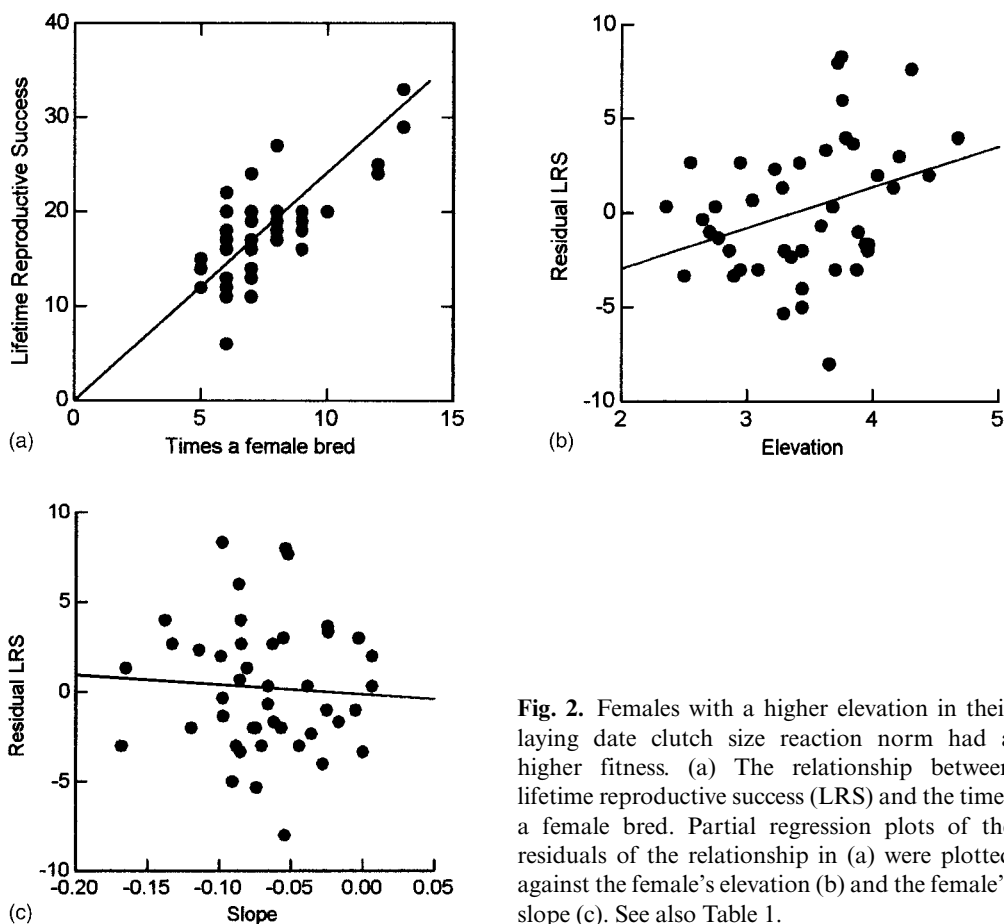 40
30
20
10
0
Lifetime Reproductive Success
0 5 10 15
(a) Times a female bred
10
5
0
-5
-10
Residual LRS
2 3 4 5
(b) Elevation
10
5
0
-5
-10
Residual LRS
-0.20 -0.15 -0.10 -0.05 0.00 0.05
(c) Slope
Fig. 2. Females with a higher elevation in thei
laying date clutch size reaction norm had a
higher fitness. (a) The relationship between
lifetime reproductive success (LRS) and the time
a female bred. Partial regression plots of the
residuals of the relationship in (a) were plotted
against the female's elevation (b) and the female'
slope (c). See also Table 1.